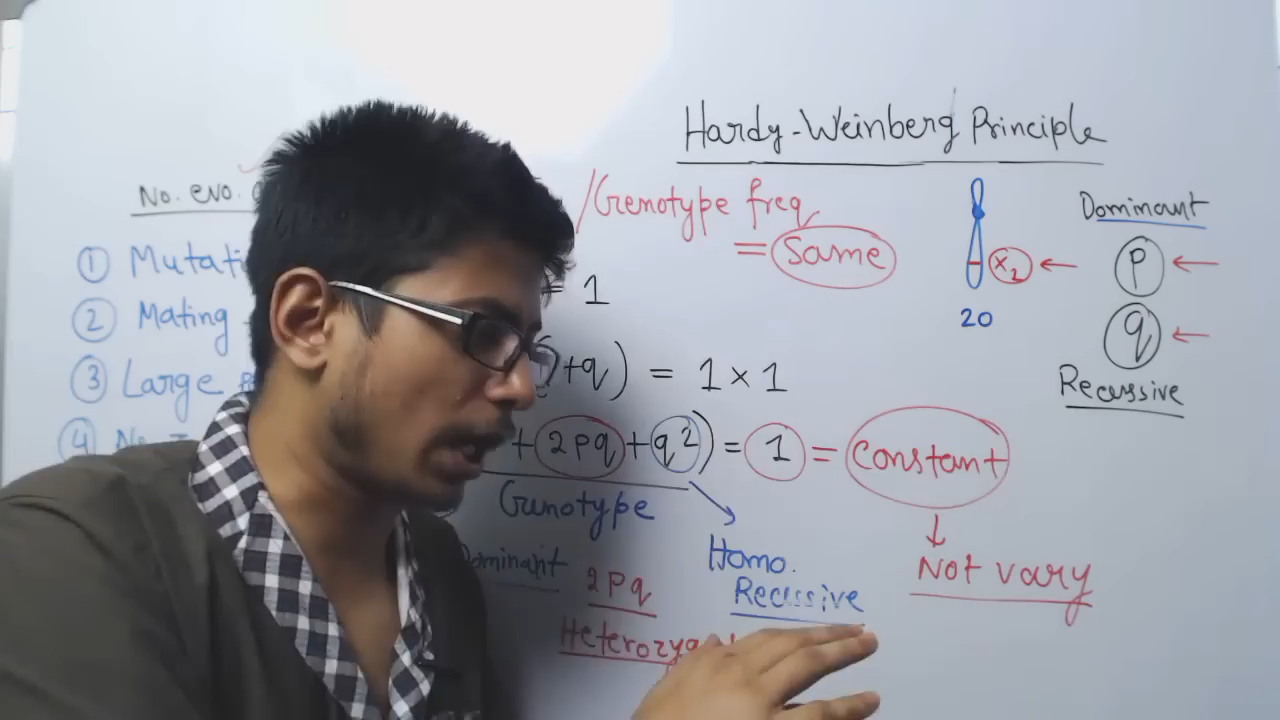 Hardy-Weinberg Principle
No. evo.
/Genotype freq
= Same
① Mutati
② Mating
③ Large
④ No
= 1
+q) = 1 × 1
+ 2pq + q²) = 1 = Constant
Genotype
Dominant
2pq
Heterozyg
Homo.
Recessive
↓
Not vary
x₂ ←
20
Dominant
p ←
q ←
Recessive